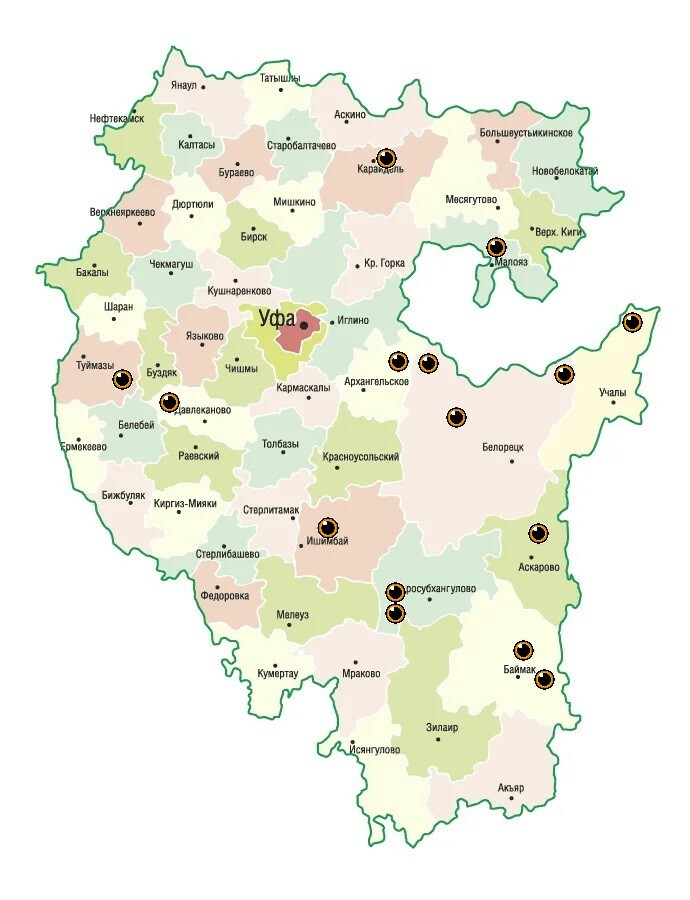 Янаул
Татышлы
Аскино
Нефтекамск
Калтасы
Старобалтачево
Большеустьикинское
Бураево
Караидель
Новобелокатай
Дюртюли
Мишкино
Месягутово
Верхнеяркеево
Бирск
Верх. Киги
Бакалы
Чекмагуш
Кр. Горка
Малояз
Кушнаренково
Шаран
Уфа
Иглино
Языково
Туймазы
Буздяк
Чишмы
Кармаскалы
Архангельское
Учалы
Давлеканово
Белебей
Ермекеево
Толбазы
Белорецк
Раевский
Красноусольский
Бижбуляк
Киргиз-Мияки
Стерлитамак
Ишимбай
Стерлибашево
Аскарово
Федоровка
росубхангулово
Мелеуз
Кумертау
Мраково
Баймак
Зилаир
Исянгулово
Акъяр